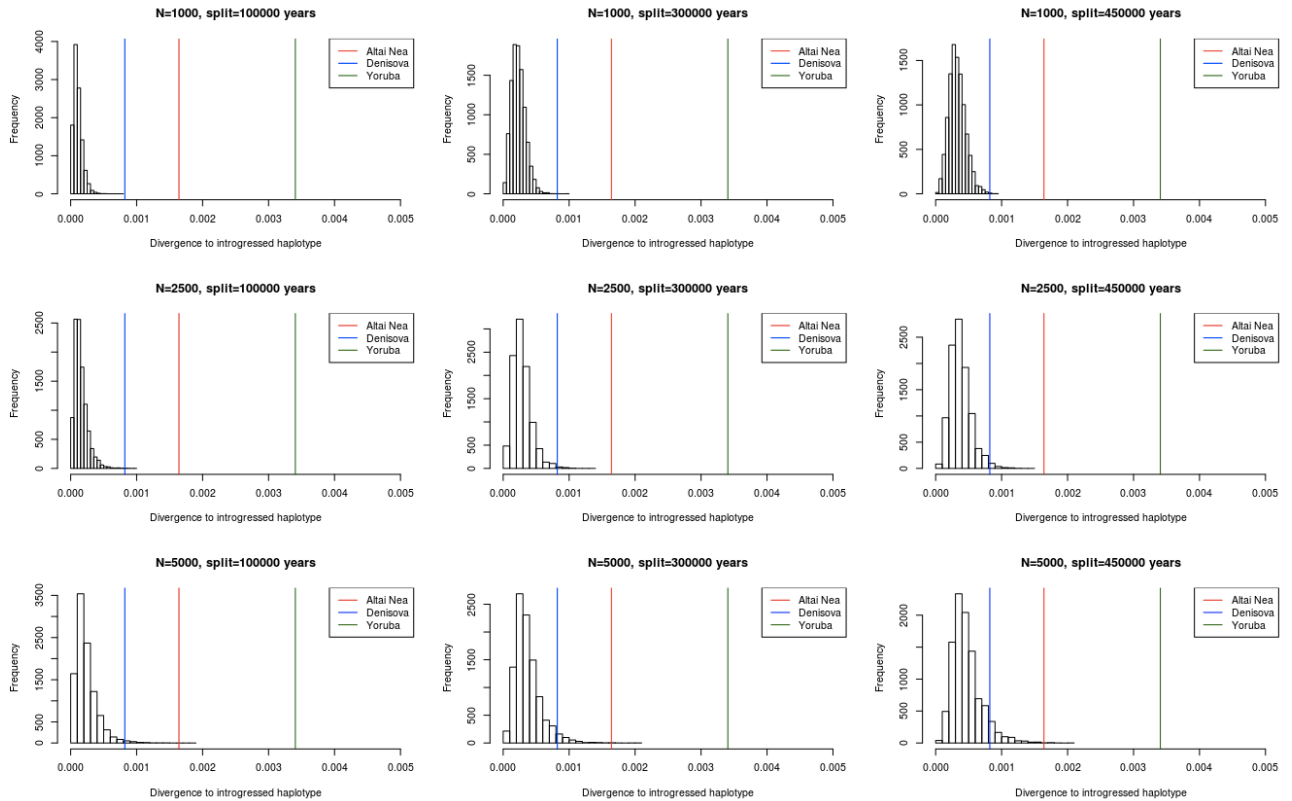 N=1000, split=100000 years
Frequency
0 1000 2000 3000 4000
Altai Nea
Denisova
Yoruba
0.000 0.001 0.002 0.003 0.004 0.005
Divergence to introgressed haplotype
N=1000, split=300000 years
Frequency
0 500 1500
Altai Nea
Denisova
Yoruba
0.000 0.001 0.002 0.003 0.004 0.005
Divergence to introgressed haplotype
N=1000, split=450000 years
Frequency
0 500 1000 1500
Altai Nea
Denisova
Yoruba
0.000 0.001 0.002 0.003 0.004 0.005
Divergence to introgressed haplotype
N=2500, split=100000 years
Frequency
0 500 1500 2500
Altai Nea
Denisova
Yoruba
0.000 0.001 0.002 0.003 0.004 0.005
Divergence to introgressed haplotype
N=2500, split=300000 years
Frequency
0 500 1500 2500
Altai Nea
Denisova
Yoruba
0.000 0.001 0.002 0.003 0.004 0.005
Divergence to introgressed haplotype
N=2500, split=450000 years
Frequency
0 500 1500 2500
Altai Nea
Denisova
Yoruba
0.000 0.001 0.002 0.003 0.004 0.005
Divergence to introgressed haplotype
N=5000, split=100000 years
Frequency
0 500 1500 2500 3500
Altai Nea
Denisova
Yoruba
0.000 0.001 0.002 0.003 0.004 0.005
Divergence to introgressed haplotype
N=5000, split=300000 years
Frequency
0 500 1500 2500
Altai Nea
Denisova
Yoruba
0.000 0.001 0.002 0.003 0.004 0.005
Divergence to introgressed haplotype
N=5000, split=450000 years
Frequency
0 500 1000 2000
Altai Nea
Denisova
Yoruba
0.000 0.001 0.002 0.003 0.004 0.005
Divergence to introgressed haplotype